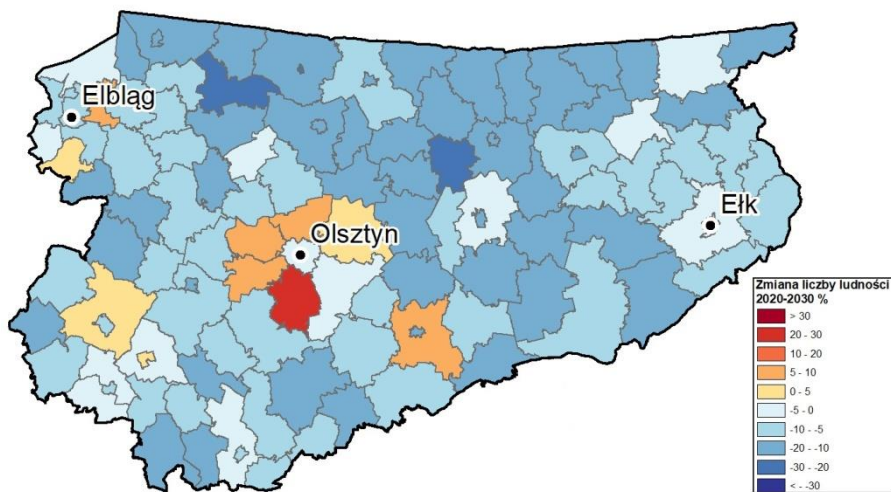 Elbląg
Ełk
Olsztyn
Zmiana liczby ludności
2020-2030 %
> 30
20 - 30
10 - 20
5 - 10
0 - 5
-5 - 0
-10 - -5
-20 - -10
-30 - -20
< - -30